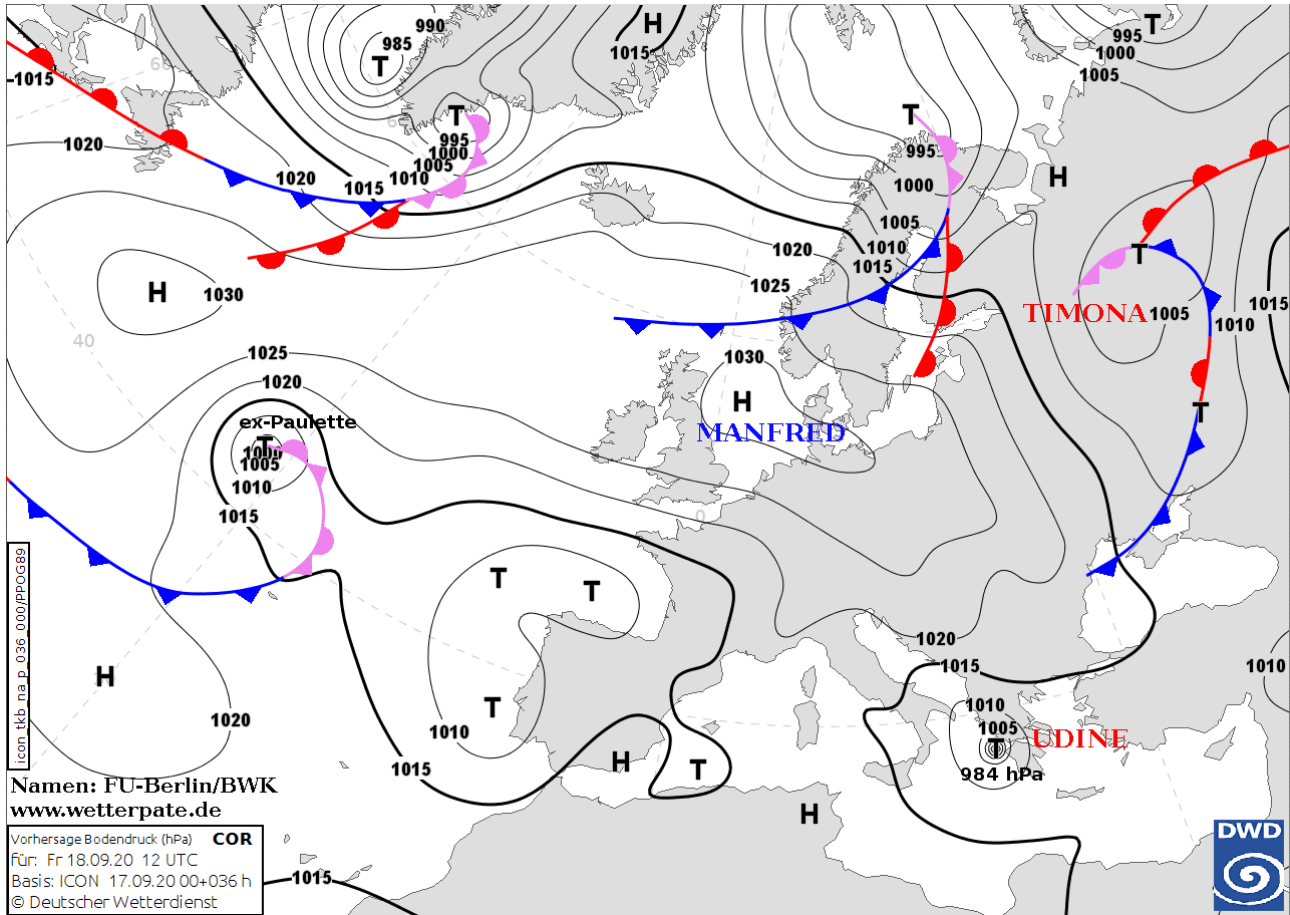 990
985
T
H
1015
T
995
1000
1005
1015
60
1020
T
995
1000
1005
1010
1015
1020
T
995
1000
1005
1010
1015
1020
1025
H
T
TIMONA
1005
1010
1015
H
1030
40
1025
1020
ex-Paulette
T
1000
1005
1010
1015
1030
H
MANFRED
T
0
T
T
T
1010
1015
H
1020
H
T
H
1020
1015
1010
1005
T
UDINE
984 hPa
1010
1015
icon tkb na p 036 000/PPOG89
Namen: FU-Berlin/BWK
www.wetterpate.de
Vorhersage Bodendruck (hPa) COR
für: Fr 18.09.20 12 UTC
Basis: ICON 17.09.20 00+036 h
© Deutscher Wetterdienst
DWD